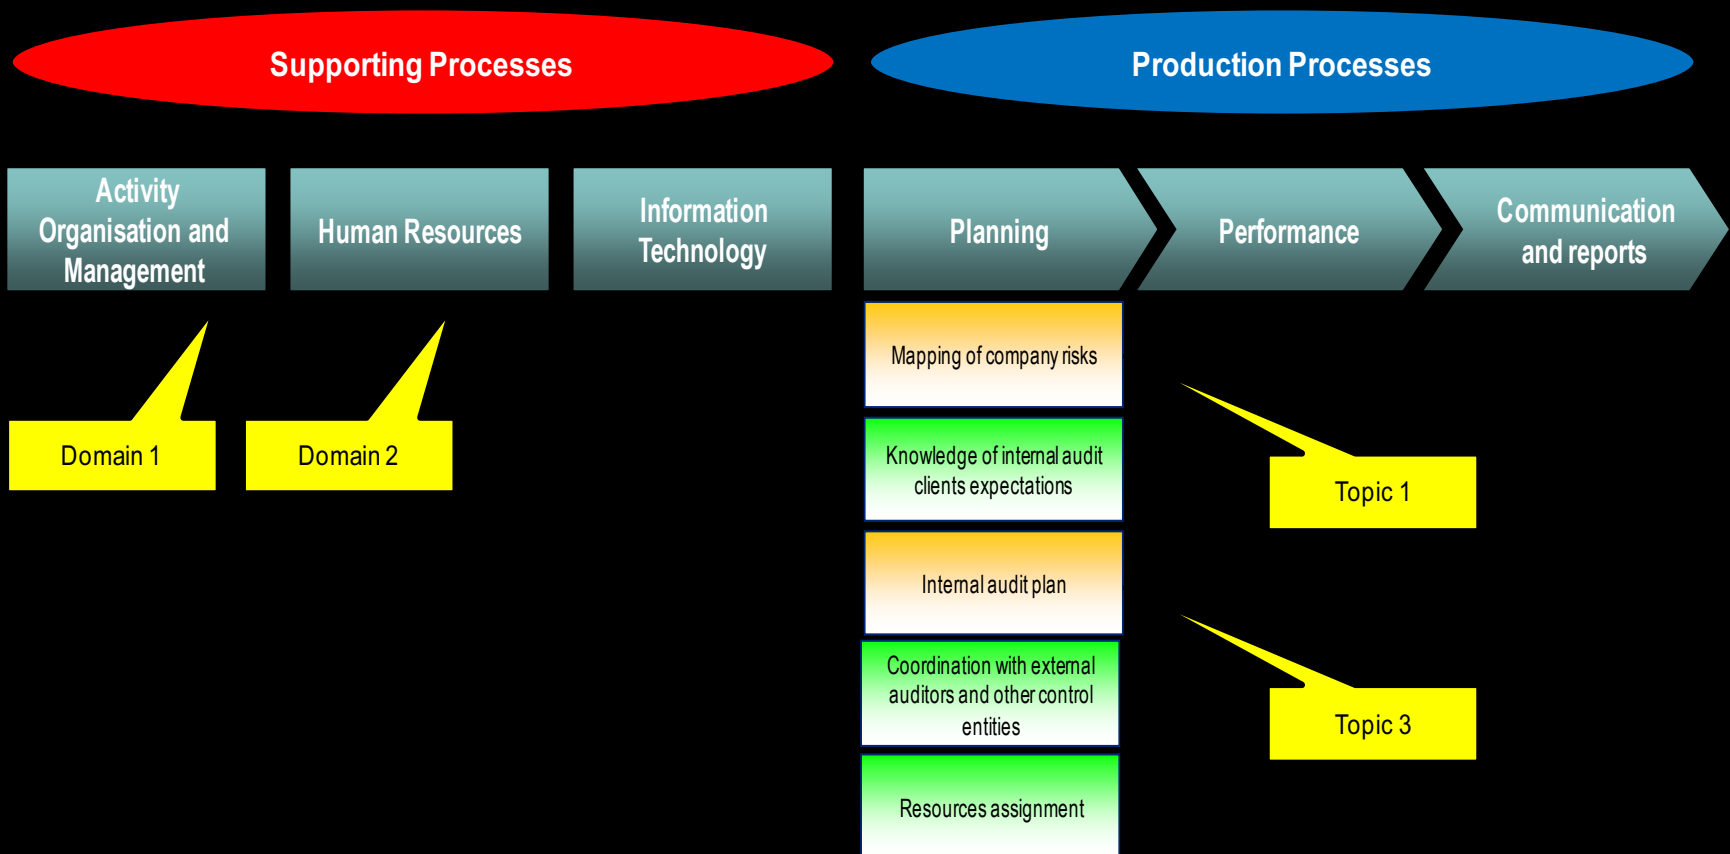 Supporting Processes
Production Processes
Activity
Organisation and
Management
Human Resources
Information
Technology
Planning
Performance
Communication
and reports
Mapping of company risks
Knowledge of internal audit
clients expectations
Internal audit plan
Coordination with external
auditors and other control
entities
Resources assignment
Domain 1
Domain 2
Topic 1
Topic 3